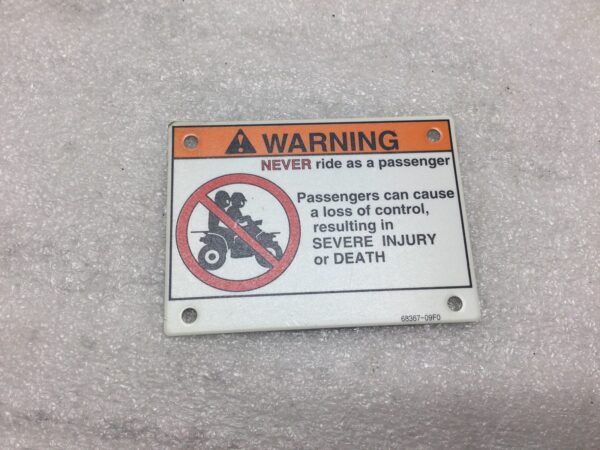 WARNING
NEVER ride as a passenger
Passengers can cause
a loss of control,
resulting in
SEVERE INJURY
or DEATH
68367-09F0